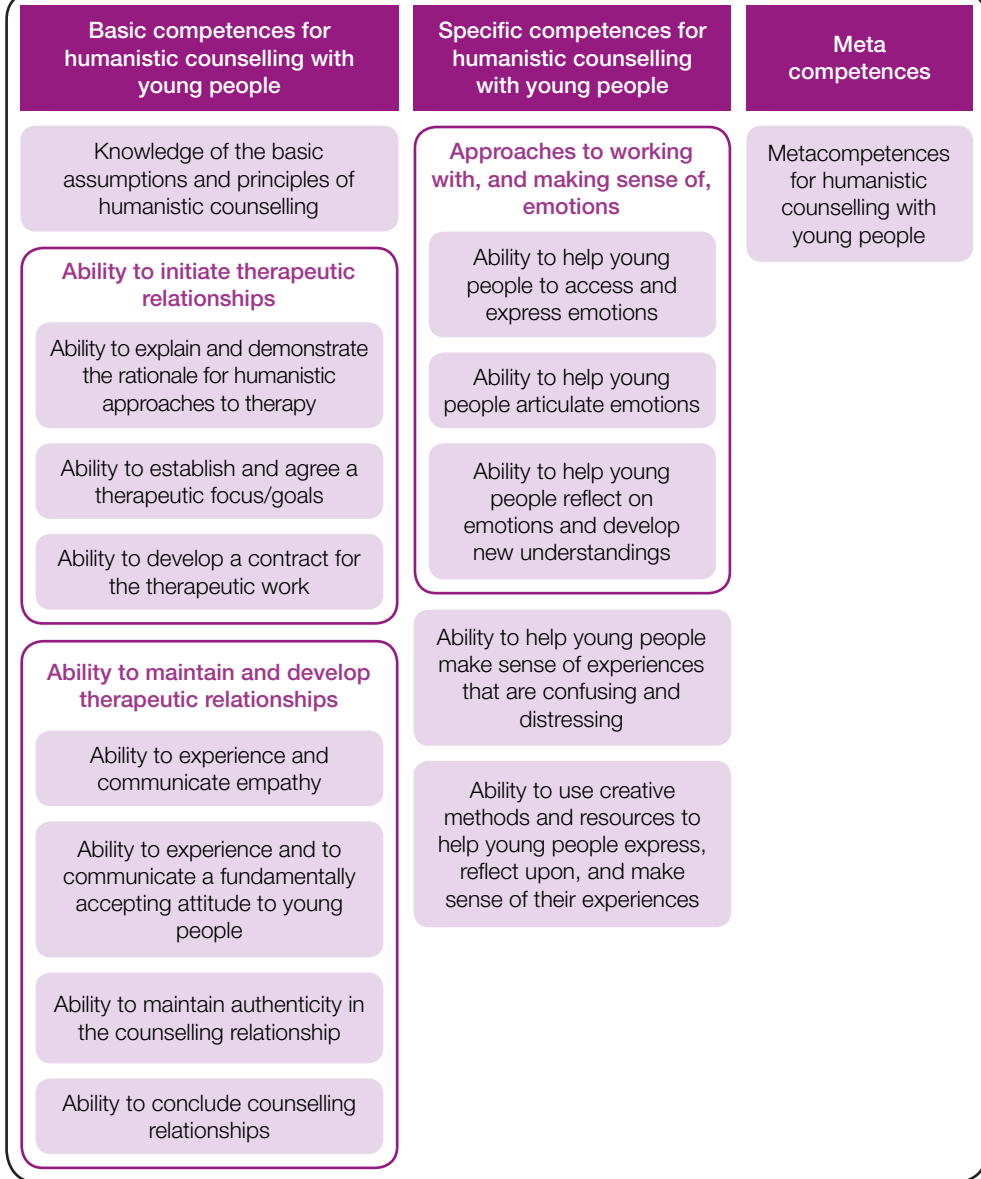 Basic competences for
humanistic counselling with
young people
Knowledge of the basic
assumptions and principles of
humanistic counselling
Ability to initiate therapeutic
relationships
Ability to explain and demonstrate
the rationale for humanistic
approaches to therapy
Ability to establish and agree a
therapeutic focus/goals
Ability to develop a contract for
the therapeutic work
Ability to maintain and develop
therapeutic relationships
Ability to experience and
communicate empathy
Ability to experience and to
communicate a fundamentally
accepting attitude to young
people
Ability to maintain authenticity in
the counselling relationship
Ability to conclude counselling
relationships
Specific competences for
humanistic counselling
with young people
Approaches to working
with, and making sense of,
emotions
Ability to help young
people to access and
express emotions
Ability to help young
people articulate emotions
Ability to help young
people reflect on
emotions and develop
new understandings
Ability to help young people
make sense of experiences
that are confusing and
distressing
Ability to use creative
methods and resources to
help young people express,
reflect upon, and make
sense of their experiences
Meta
competences
Metacompetences
for humanistic
counselling with
young people